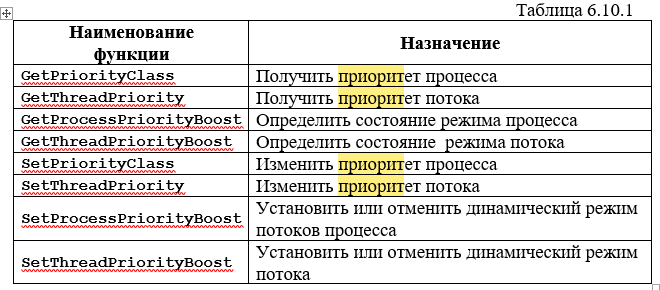 Таблица 6.10.1
Наименование
функции
Назначение
GetPriorityClass
Получить приоритет процесса
GetThreadPriority
Получить приоритет потока
GetProcessPriorityBoost
Определить состояние режима процесса
GetThreadPriorityBoost
Определить состояние режима потока
SetPriorityClass
Изменить приоритет процесса
SetThreadPriority
Изменить приоритет потока
SetProcessPriorityBoost
Установить или отменить динамический режим
потоков процесса
SetThreadPriorityBoost
Установить или отменить динамический режим
потока